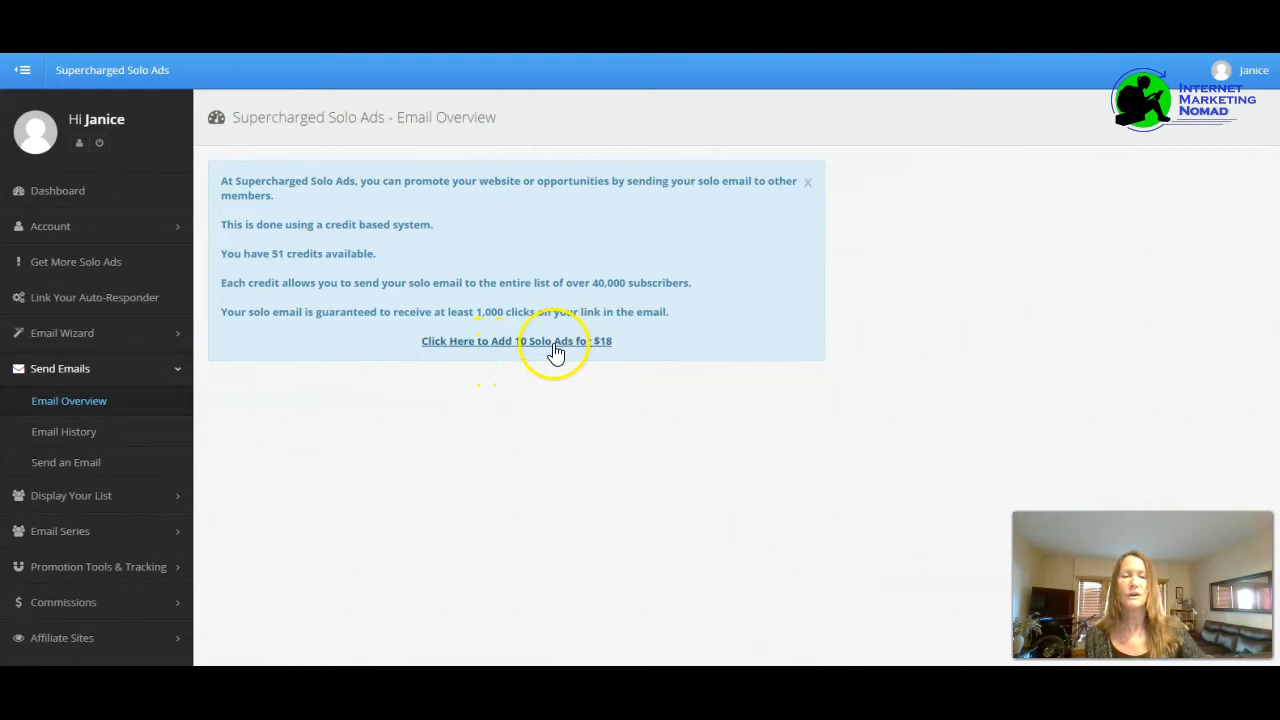 Supercharged Solo Ads
Janice
INTERNET
MARKETING
NOMAD
Hi Janice
Supercharged Solo Ads - Email Overview
At Supercharged Solo Ads, you can promote your website or opportunities by sending your solo email to other
members.
x
This is done using a credit based system.
You have 51 credits available.
Each credit allows you to send your solo email to the entire list of over 40,000 subscribers.
Your solo email is guaranteed to receive at least 1,000 clicks on your link in the email.
Click Here to Add 10 Solo Ads for $18
Dashboard
Account
Get More Solo Ads
Link Your Auto-Responder
Email Wizard
Send Emails
Email Overview
Email History
Send an Email
Display Your List
Email Series
Promotion Tools & Tracking
Commissions
Affiliate Sites